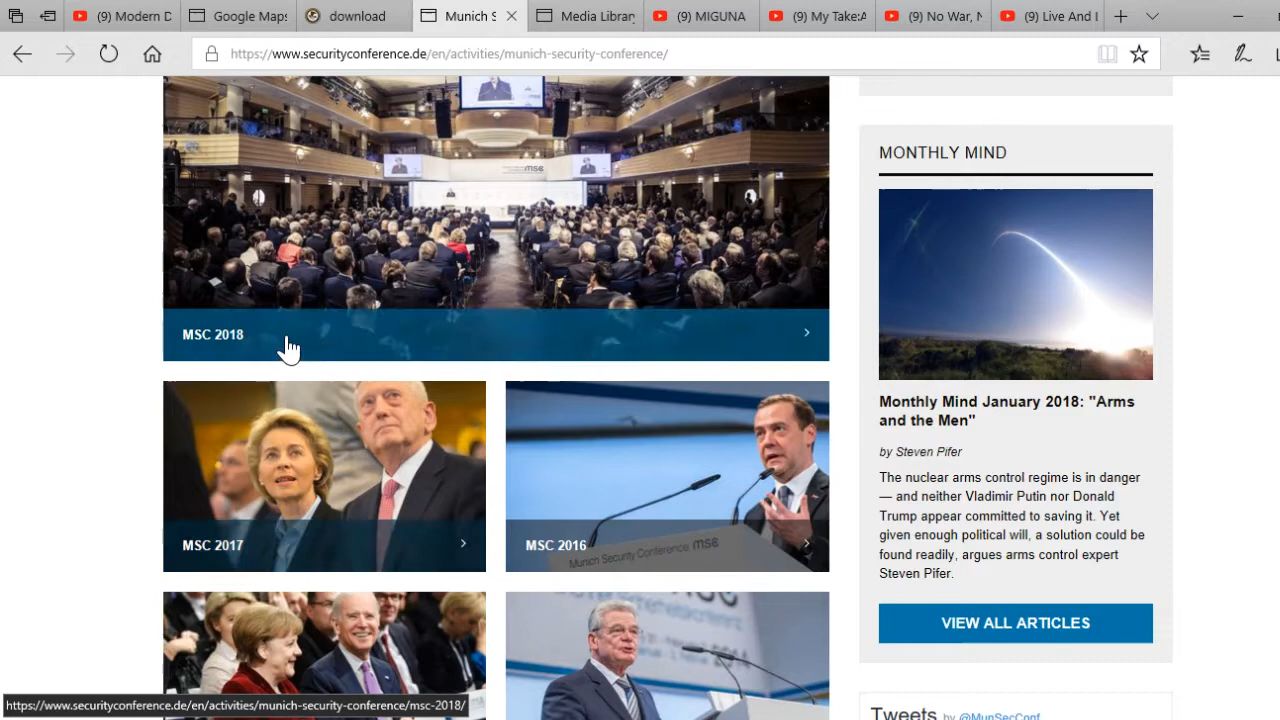 (9) Modern D
Google Maps
download
Munich S
Media Library
(9) MIGUNA
(9) My Take:A
(9) No War, N
(9) Live And L
https://www.securityconference.de/en/activities/munich-security-conference/
mse
MSC 2018
MSC 2017
MSC 2016
Munich Security Conference mse
2014
MONTHLY MIND
Monthly Mind January 2018: "Arms
and the Men"
by Steven Pifer
The nuclear arms control regime is in danger
— and neither Vladimir Putin nor Donald
Trump appear committed to saving it. Yet
given enough political will, a solution could be
found readily, argues arms control expert
Steven Pifer.
VIEW ALL ARTICLES
Tweets by @MunSecConf
https://www.securityconference.de/en/activities/munich-security-conference/msc-2018/